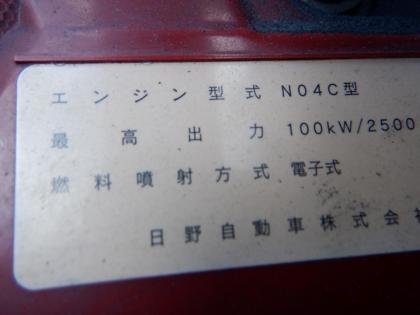 エンジン型式 N04C型
最高出力 100kW/2500
燃料噴射方式 電子式
日野自動車株式会社